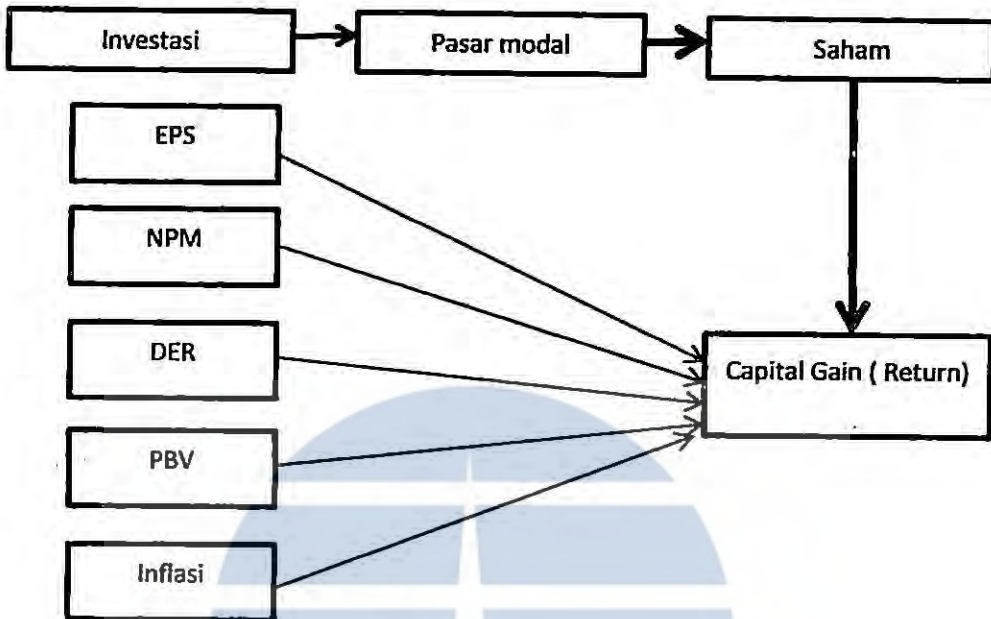 Investasi
Pasar modal
Saham
EPS
NPM
DER
PBV
Inflasi
Capital Gain ( Return)